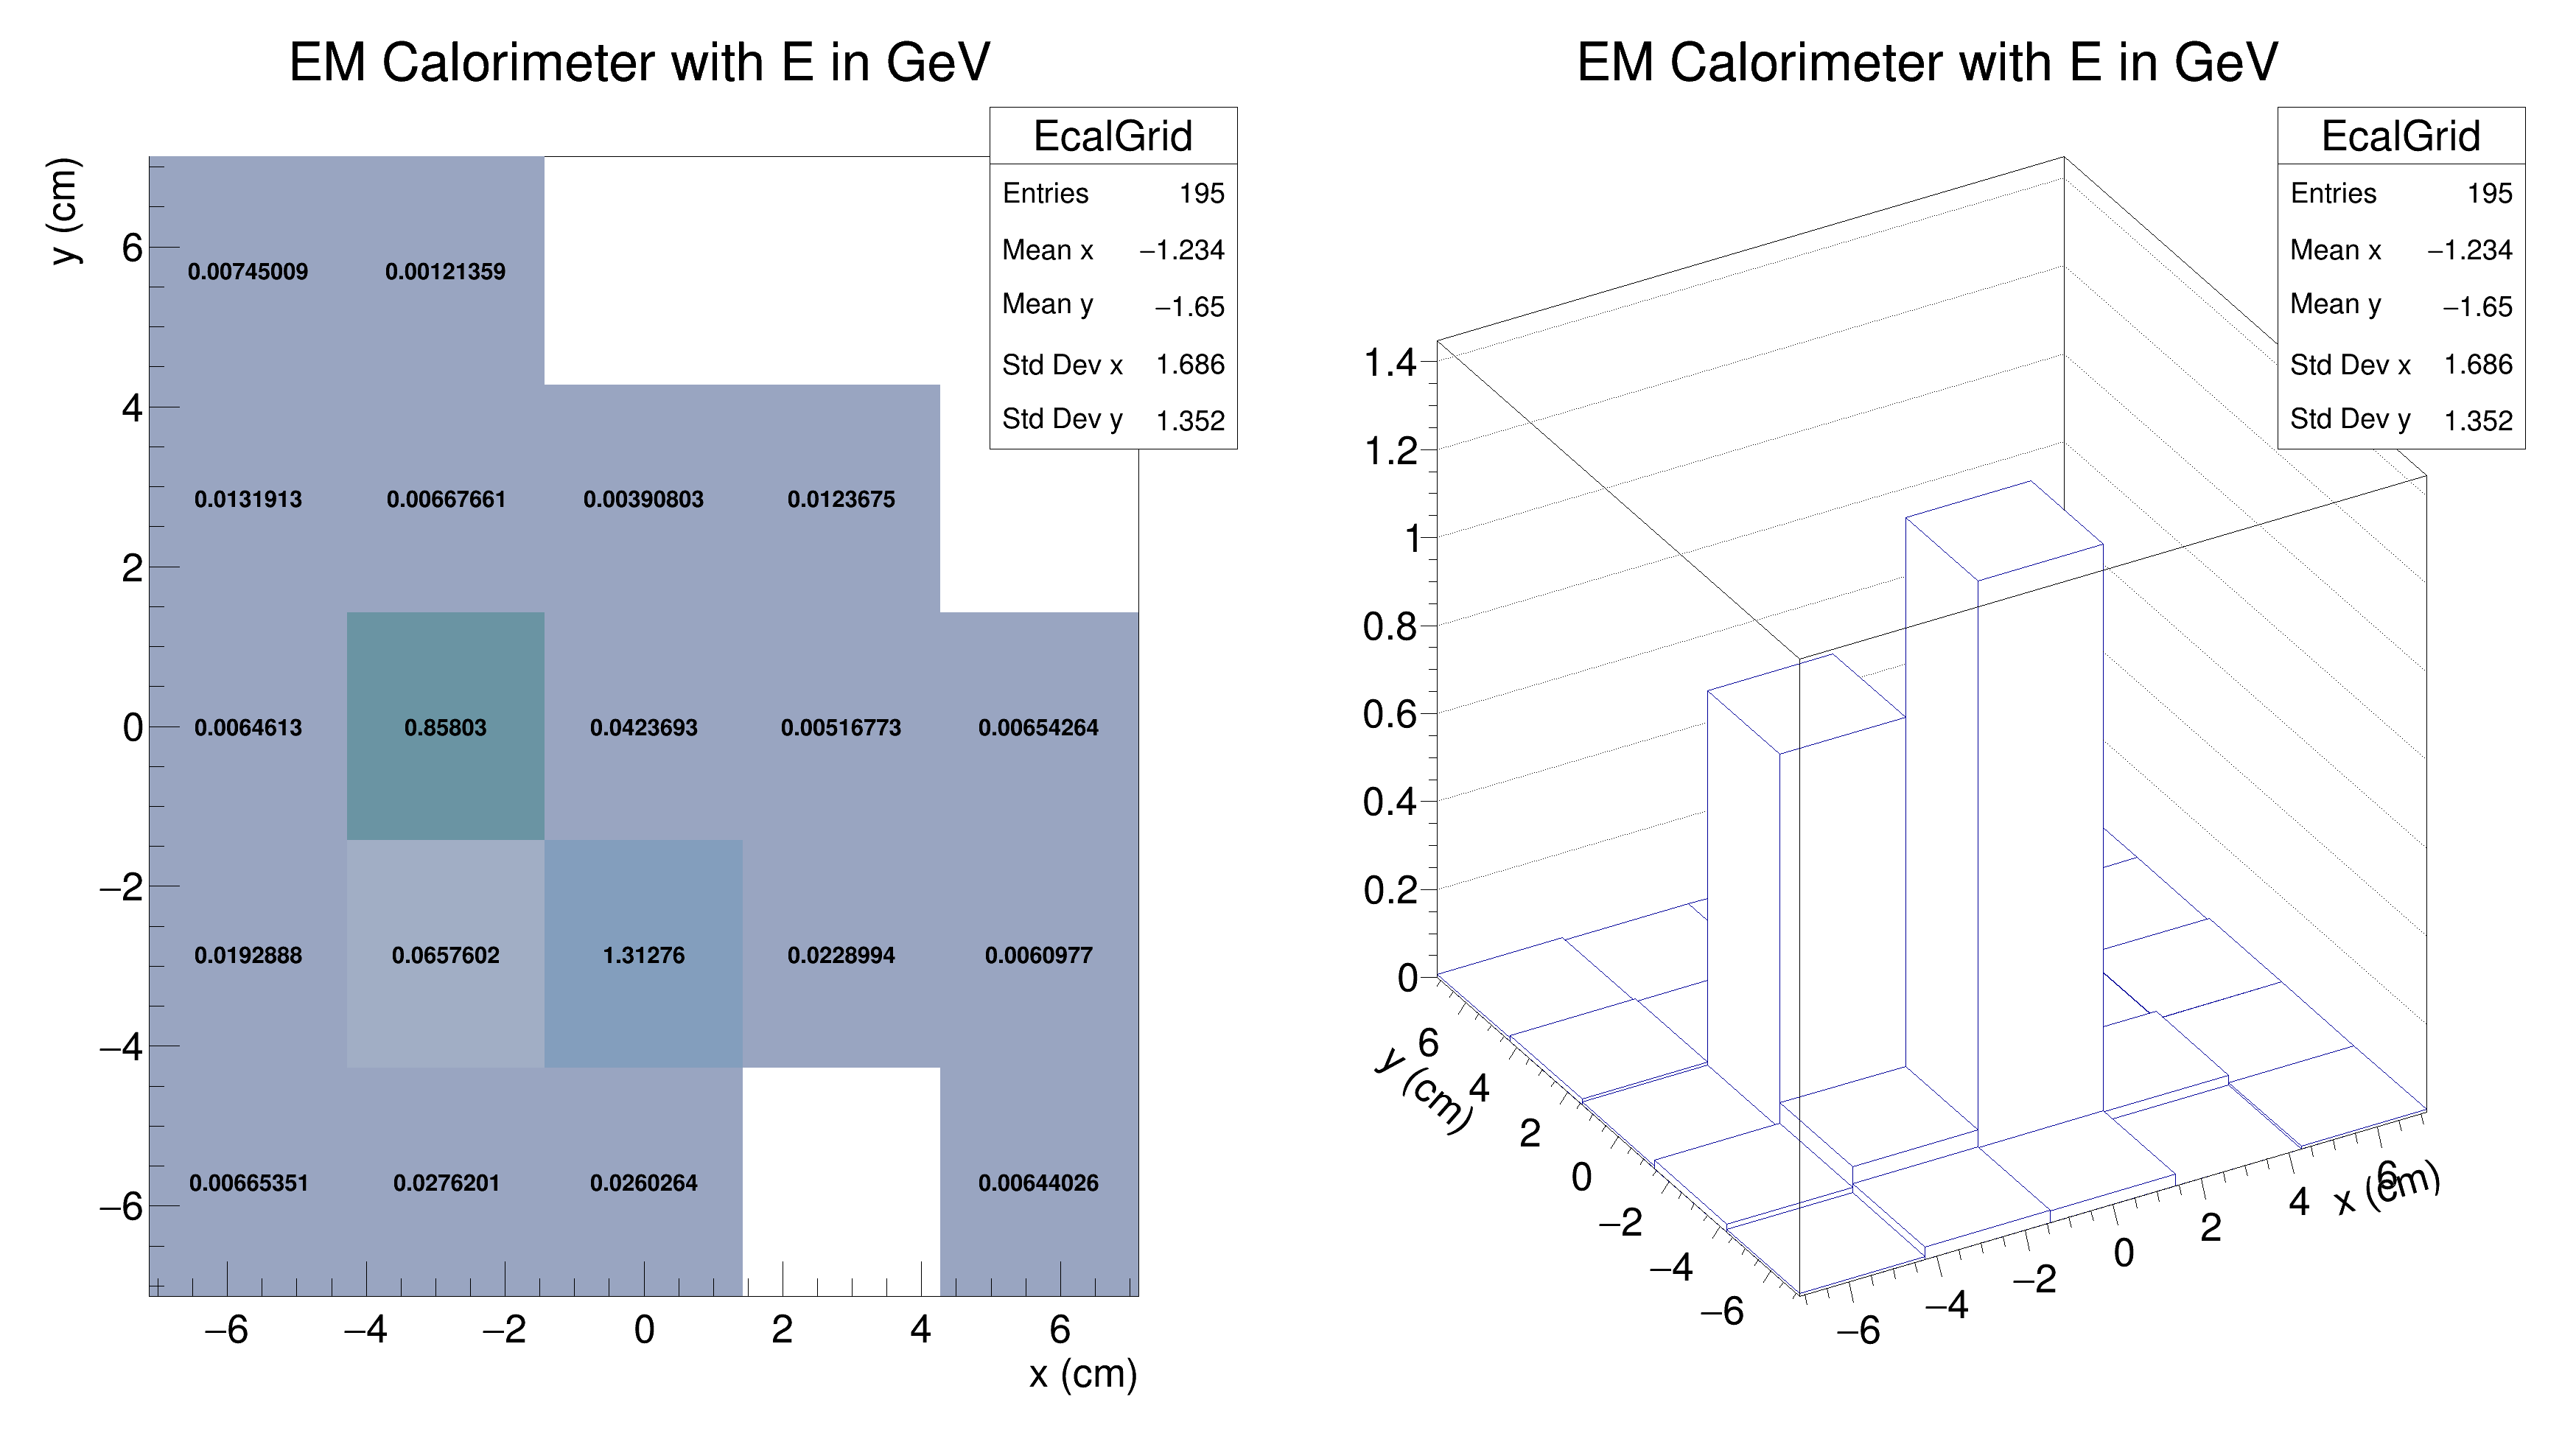 EM Calorimeter with E in GeV
EcalGrid
Entries 195
Mean x −1.234
Mean y −1.65
Std Dev x 1.686
Std Dev y 1.352
y (cm)
6
4
2
0
−2
−4
−6
0.00745009 0.00121359
0.0131913 0.00667661 0.00390803 0.0123675
0.0064613 0.85803 0.0423693 0.00516773 0.00654264
0.0192888 0.0657602 1.31276 0.0228994 0.0060977
0.00665351 0.0276201 0.0260264 0.00644026
−6 −4 −2 0 2 4 6
x (cm)
EM Calorimeter with E in GeV
EcalGrid
Entries 195
Mean x −1.234
Mean y −1.65
Std Dev x 1.686
Std Dev y 1.352
1.4
1.2
1
0.8
0.6
0.4
0.2
0
y (cm)
6
4
2
0
−2
−4
−6
−6 −4 −2 0 2 4 6
x (cm)